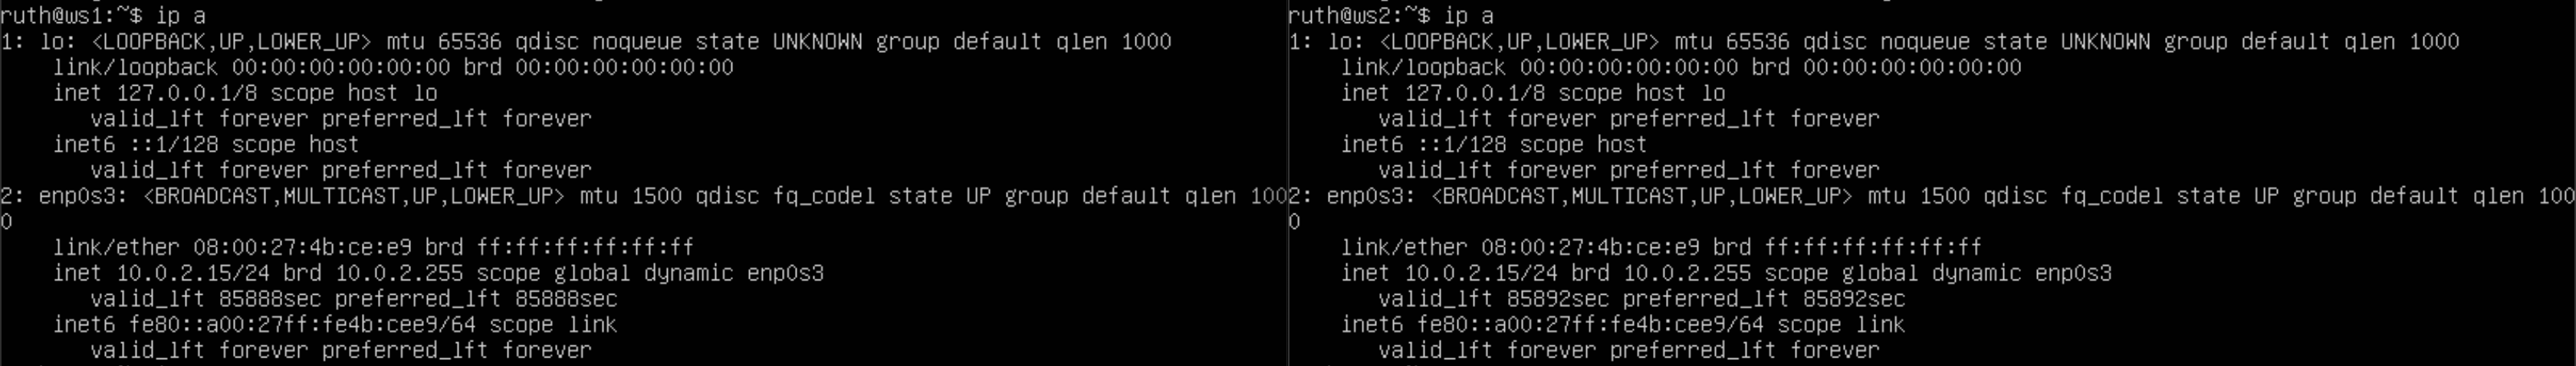 ruth@ws1:~$ ip a
1: lo: <LOOPBACK,UP,LOWER_UP> mtu 65536 qdisc noqueue state UNKNOWN group default qlen 1000
    link/loopback 00:00:00:00:00:00 brd 00:00:00:00:00:00
    inet 127.0.0.1/8 scope host lo
       valid_lft forever preferred_lft forever
    inet6 ::1/128 scope host
       valid_lft forever preferred_lft forever
2: enp0s3: <BROADCAST,MULTICAST,UP,LOWER_UP> mtu 1500 qdisc fq_codel state UP group default qlen 100
0
    link/ether 08:00:27:4b:ce:e9 brd ff:ff:ff:ff:ff:ff
    inet 10.0.2.15/24 brd 10.0.2.255 scope global dynamic enp0s3
       valid_lft 85888sec preferred_lft 85888sec
    inet6 fe80::a00:27ff:fe4b:cee9/64 scope link
       valid_lft forever preferred_lft forever
ruth@ws2:~$ ip a
1: lo: <LOOPBACK,UP,LOWER_UP> mtu 65536 qdisc noqueue state UNKNOWN group default qlen 1000
    link/loopback 00:00:00:00:00:00 brd 00:00:00:00:00:00
    inet 127.0.0.1/8 scope host lo
       valid_lft forever preferred_lft forever
    inet6 ::1/128 scope host
       valid_lft forever preferred_lft forever
2: enp0s3: <BROADCAST,MULTICAST,UP,LOWER_UP> mtu 1500 qdisc fq_codel state UP group default qlen 100
0
    link/ether 08:00:27:4b:ce:e9 brd ff:ff:ff:ff:ff:ff
    inet 10.0.2.15/24 brd 10.0.2.255 scope global dynamic enp0s3
       valid_lft 85892sec preferred_lft 85892sec
    inet6 fe80::a00:27ff:fe4b:cee9/64 scope link
       valid_lft forever preferred_lft forever